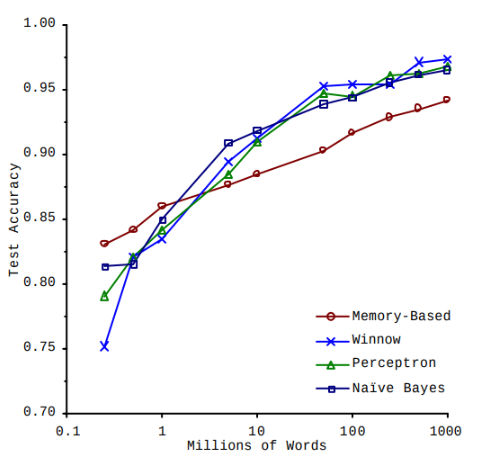 1.00
0.95
0.90
0.85
0.80
0.75
0.70
Test Accuracy
0.1 1 10 100 1000
Millions of Words
Memory-Based
Winnow
Perceptron
Naïve Bayes